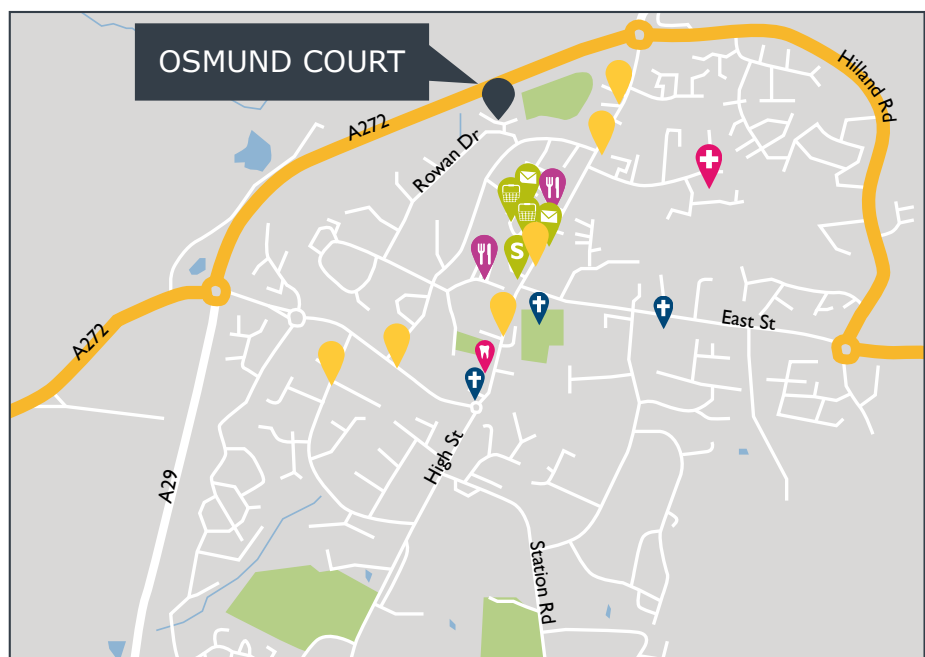 OSMUND COURT
Hilland Rd
A272
Rowan Dr
S
East St
A272
High St
A29
Station Rd